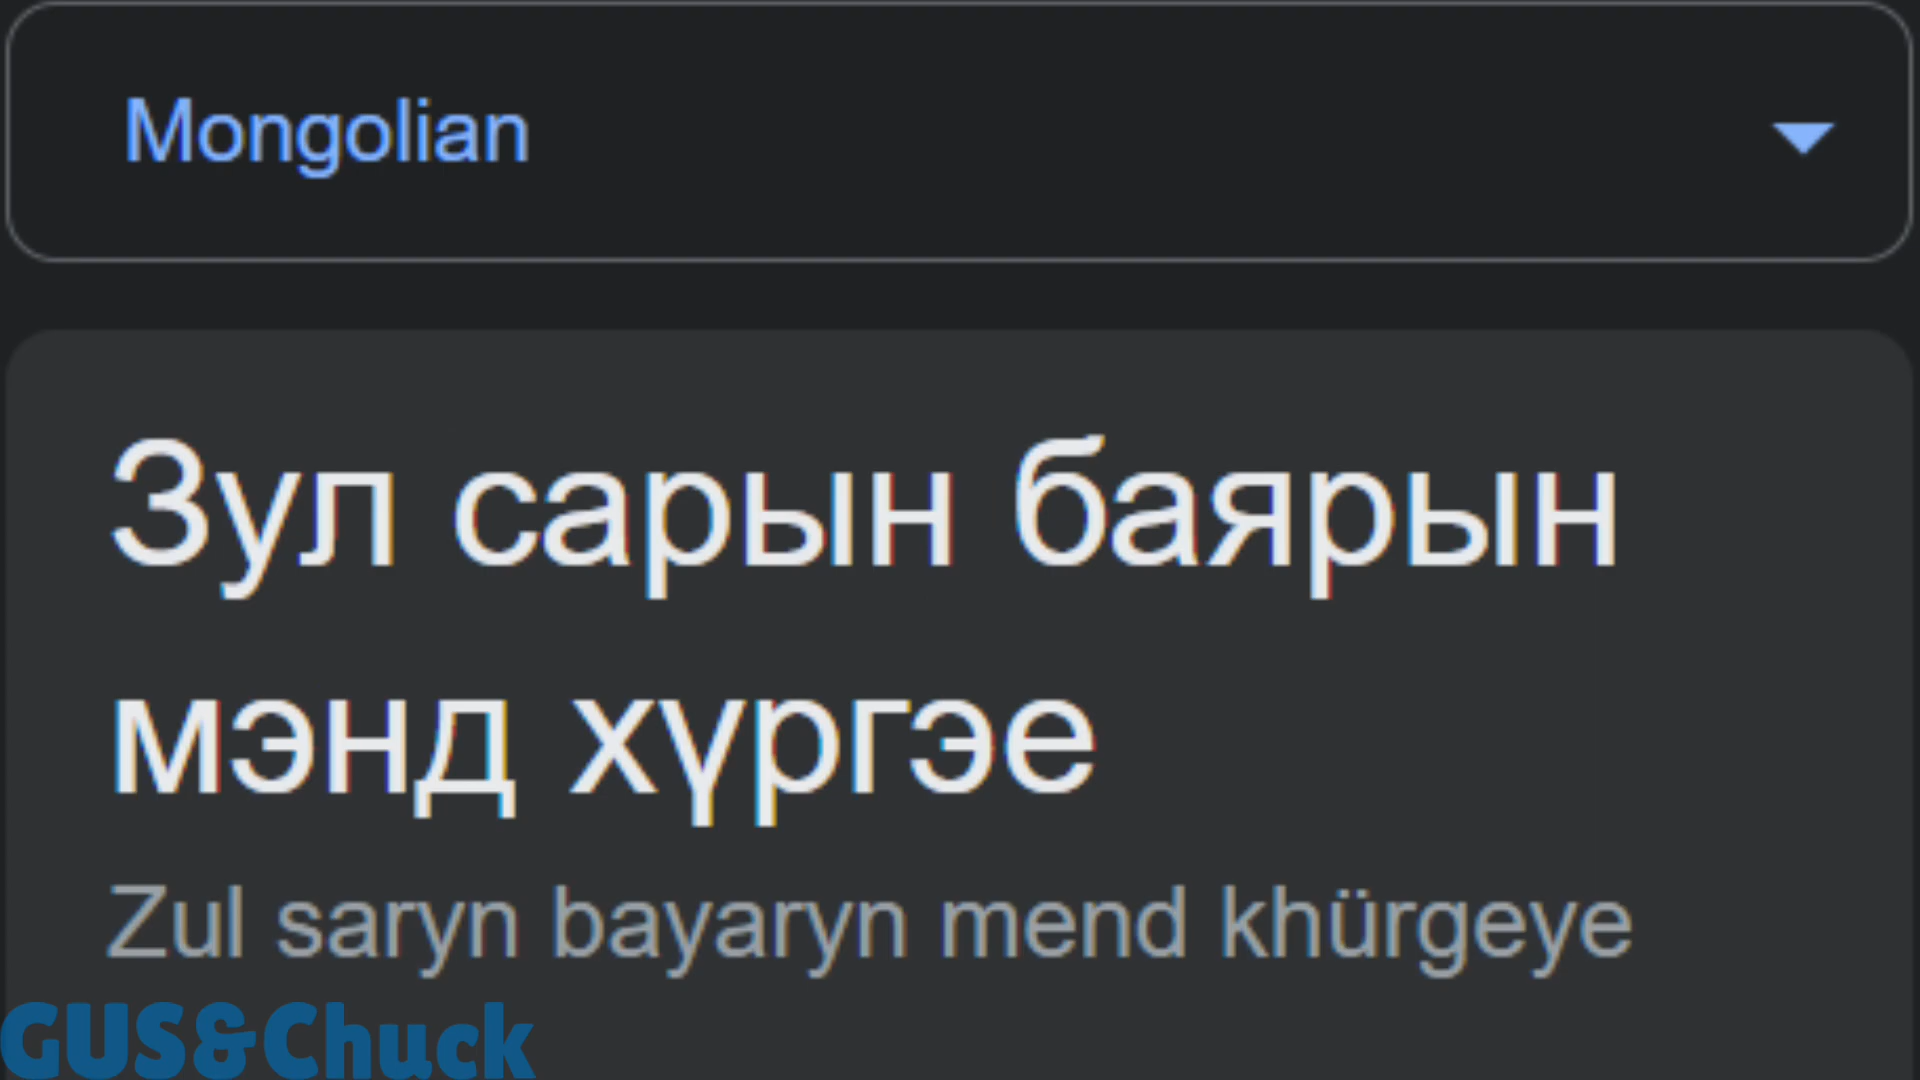 Mongolian
Зул сарын баярын
мэнд хүргэе
Zul saryn bayaryn mend khürgeye
GUS&Chuck